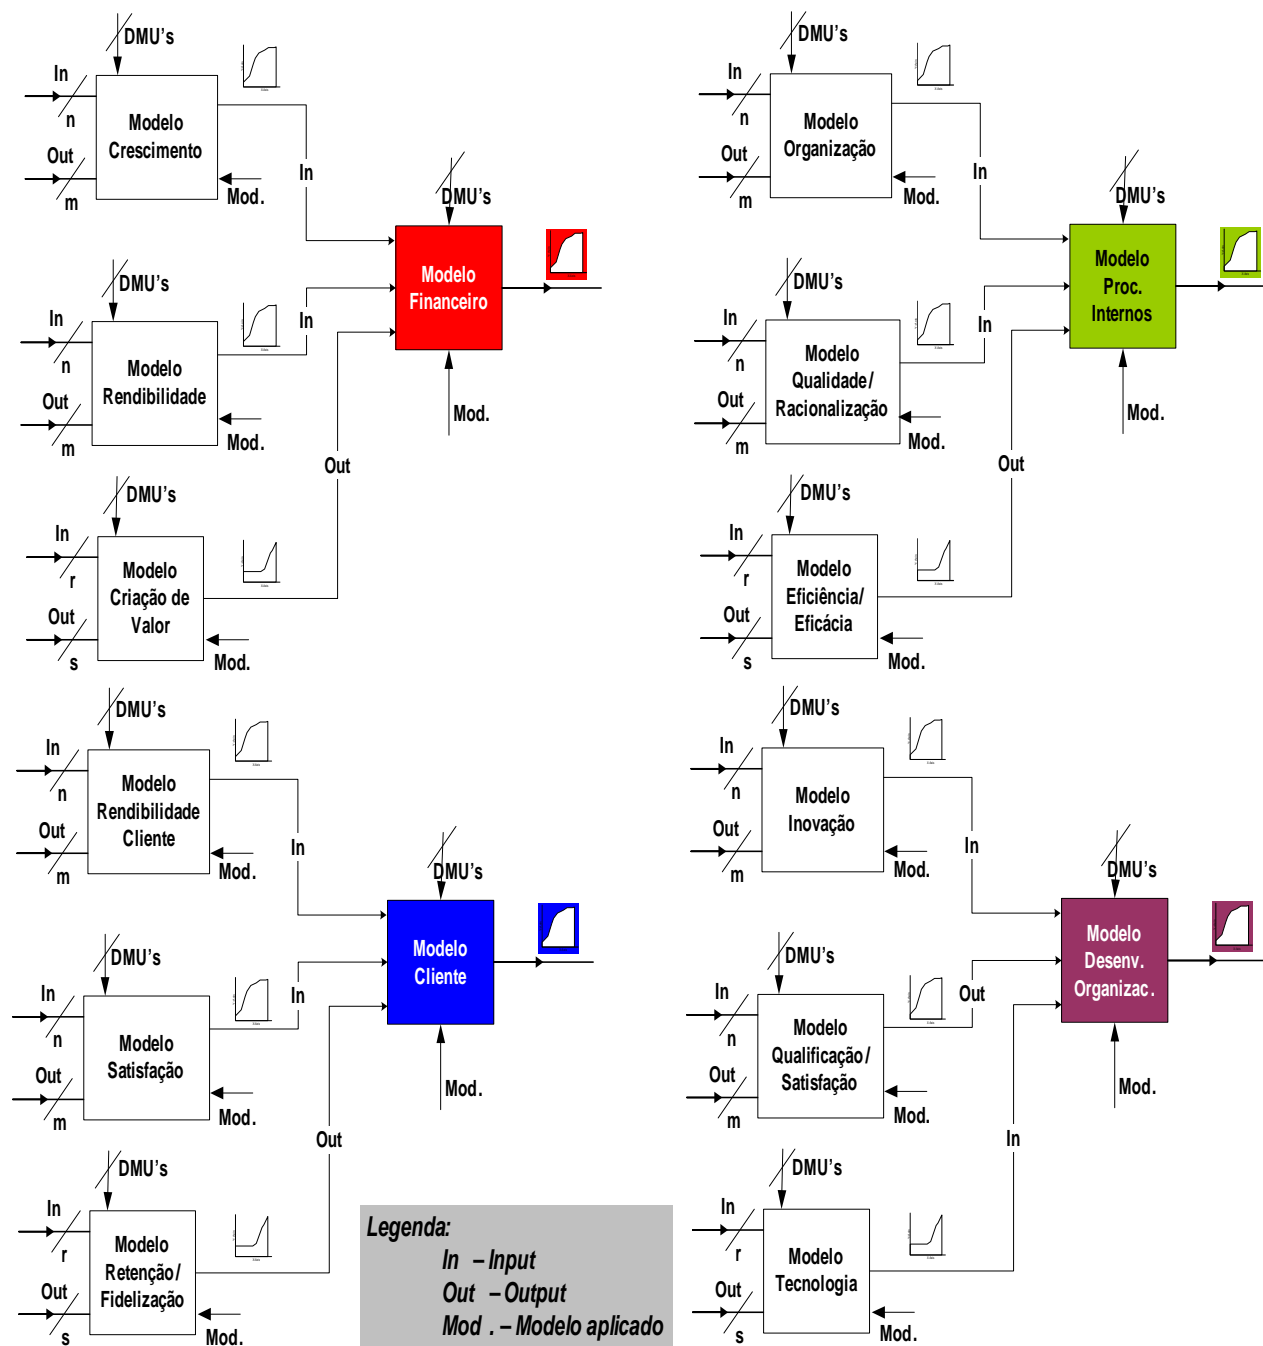 DMU's
In
n
Modelo
Crescimento
Out
m
Mod.
In
DMU's
Modelo
Financeiro
Mod.
DMU's
In
n
Modelo
Rendibilidade
Out
m
Mod.
In
DMU's
In
r
Modelo
Criação de
Valor
Out
s
Mod.
Out
DMU's
In
n
Modelo
Organização
Out
m
Mod.
In
DMU's
Modelo
Proc.
Internos
Mod.
DMU's
In
n
Modelo
Qualidade/
Racionalização
Out
m
Mod.
In
DMU's
In
r
Modelo
Eficiência/
Eficácia
Out
s
Mod.
Out
DMU's
In
n
Modelo
Rendibilidade
Cliente
Out
m
Mod.
In
DMU's
Modelo
Cliente
Mod.
DMU's
In
n
Modelo
Satisfação
Out
m
Mod.
In
DMU's
In
r
Modelo
Retenção/
Fidelização
Out
s
Mod.
Out
DMU's
In
n
Modelo
Inovação
Out
m
Mod.
In
DMU's
Modelo
Desenv.
Organizac.
Mod.
DMU's
In
n
Modelo
Qualificação/
Satisfação
Out
m
Mod.
Out
DMU's
In
r
Modelo
Tecnologia
Out
s
Mod.
In
Legenda:
In – Input
Out – Output
Mod . – Modelo aplicado